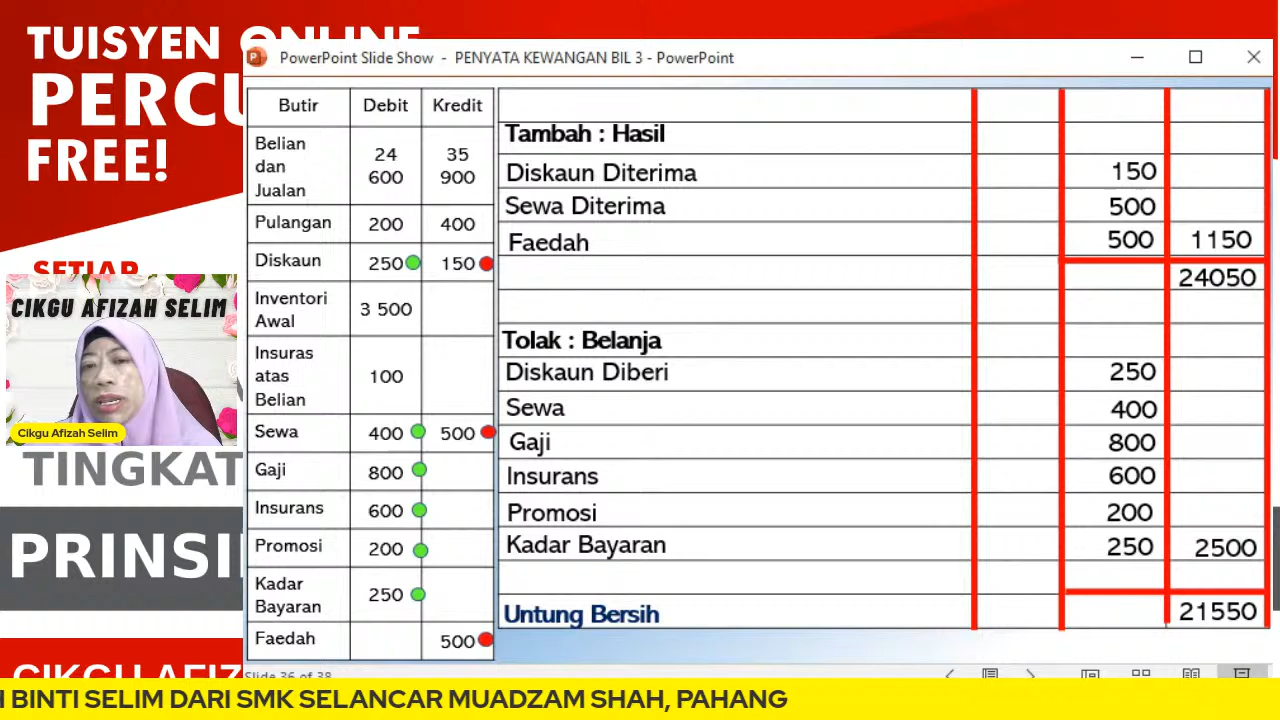 TUISYEN ONLINE
PERCU
FREE!
SETIAP
CIKGU AFIZAH SELIM
Cikgu Afizah Selim
TINGKAT
PRINSI
CIKGU AFIZ
PowerPoint Slide Show - PENYATA KEWANGAN BIL 3 - PowerPoint
Butir Debit Kredit
Belian dan Jualan 24 600 35 900
Pulangan 200 400
Diskaun 250 150
Inventori Awal 3 500
Insuras atas Belian 100
Sewa 400 500
Gaji 800
Insurans 600
Promosi 200
Kadar Bayaran 250
Faedah 500
Tambah : Hasil
Diskaun Diterima 150
Sewa Diterima 500
Faedah 500 1150
24050
Tolak : Belanja
Diskaun Diberi 250
Sewa 400
Gaji 800
Insurans 600
Promosi 200
Kadar Bayaran 250 2500
Untung Bersih 21550
Slide 36 of 38
H BINTI SELIM DARI SMK SELANCAR MUADZAM SHAH, PAHANG